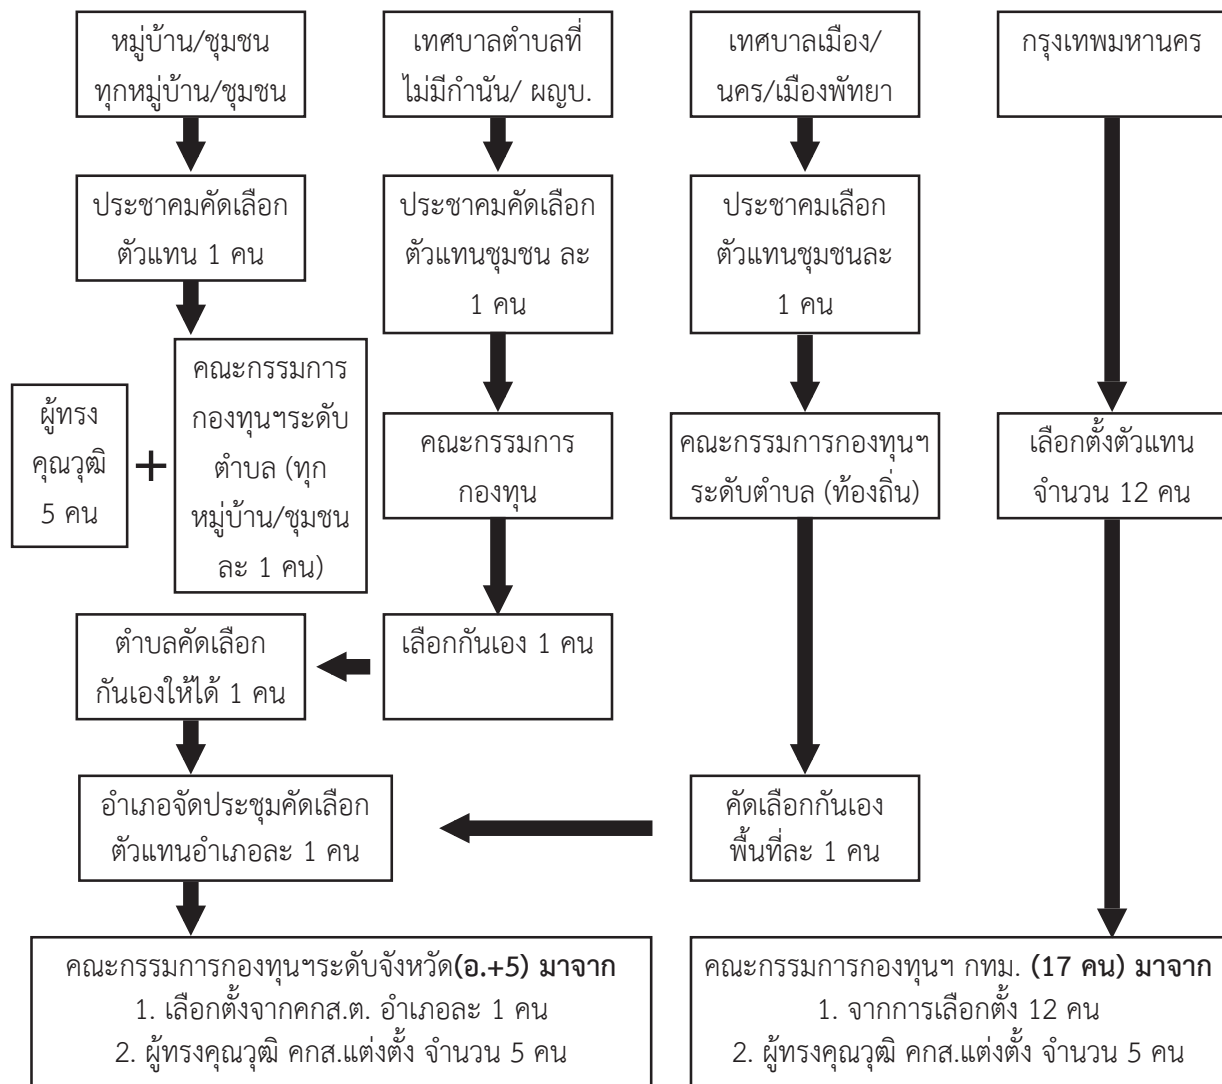 หมู่บ้าน/ชุมชน
ทุกหมู่บ้าน/ชุมชน
เทศบาลตำบลที่
ไม่มีกำนัน/ ผญบ.
เทศบาลเมือง/
นคร/เมืองพัทยา
กรุงเทพมหานคร
ประชาคมคัดเลือก
ตัวแทน 1 คน
ประชาคมคัดเลือก
ตัวแทนชุมชน ละ
1 คน
ประชาคมเลือก
ตัวแทนชุมชนละ
1 คน
ผู้ทรง
คุณวุฒิ
5 คน
+
คณะกรรมการ
กองทุนฯระดับ
ตำบล (ทุก
หมู่บ้าน/ชุมชน
ละ 1 คน)
คณะกรรมการ
กองทุน
คณะกรรมการกองทุนฯ
ระดับตำบล (ท้องถิ่น)
เลือกตั้งตัวแทน
จำนวน 12 คน
ตำบลคัดเลือก
กันเองให้ได้ 1 คน
เลือกกันเอง 1 คน
อำเภอจัดประชุมคัดเลือก
ตัวแทนอำเภอละ 1 คน
คัดเลือกกันเอง
พื้นที่ละ 1 คน
คณะกรรมการกองทุนฯระดับจังหวัด(อ.+5) มาจาก
1. เลือกตั้งจากคกส.ต. อำเภอละ 1 คน
2. ผู้ทรงคุณวุฒิ คกส.แต่งตั้ง จำนวน 5 คน
คณะกรรมการกองทุนฯ กทม. (17 คน) มาจาก
1. จากการเลือกตั้ง 12 คน
2. ผู้ทรงคุณวุฒิ คกส.แต่งตั้ง จำนวน 5 คน